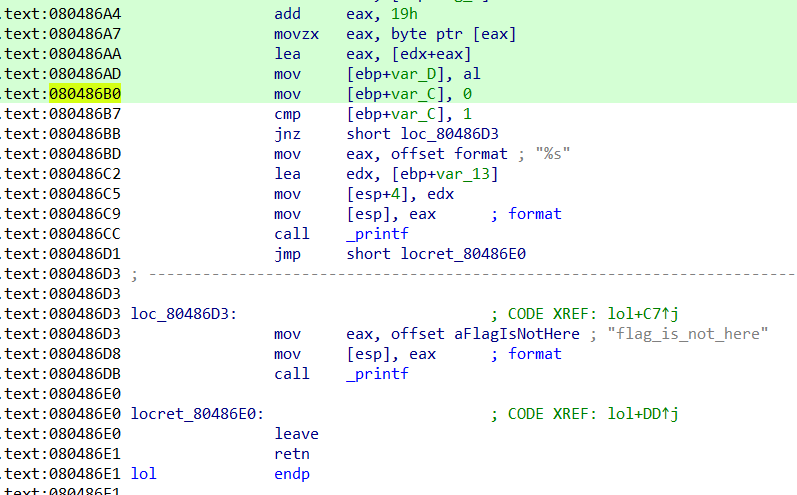 .text:080486A4 add eax, 19h
.text:080486A7 movzx eax, byte ptr [eax]
.text:080486AA lea eax, [edx+eax]
.text:080486AD mov [ebp+var_D], al
.text:080486B0 mov [ebp+var_C], 0
.text:080486B7 cmp [ebp+var_C], 1
.text:080486BB jnz short loc_80486D3
.text:080486BD mov eax, offset format ; "%s"
.text:080486C2 lea edx, [ebp+var_13]
.text:080486C5 mov [esp+4], edx
.text:080486C9 mov [esp], eax ; format
.text:080486CC call _printf
.text:080486D1 jmp short locret_80486E0
.text:080486D3 ; ---------------------------------------------------------------------------
.text:080486D3
.text:080486D3 loc_80486D3: ; CODE XREF: lol+C7↑j
.text:080486D3 mov eax, offset aFlagIsNotHere ; "flag_is_not_here"
.text:080486D8 mov [esp], eax ; format
.text:080486DB call _printf
.text:080486E0
.text:080486E0 locret_80486E0: ; CODE XREF: lol+DD↑j
.text:080486E0 leave
.text:080486E1 retn
.text:080486E1 lol endp
.text:080486E1